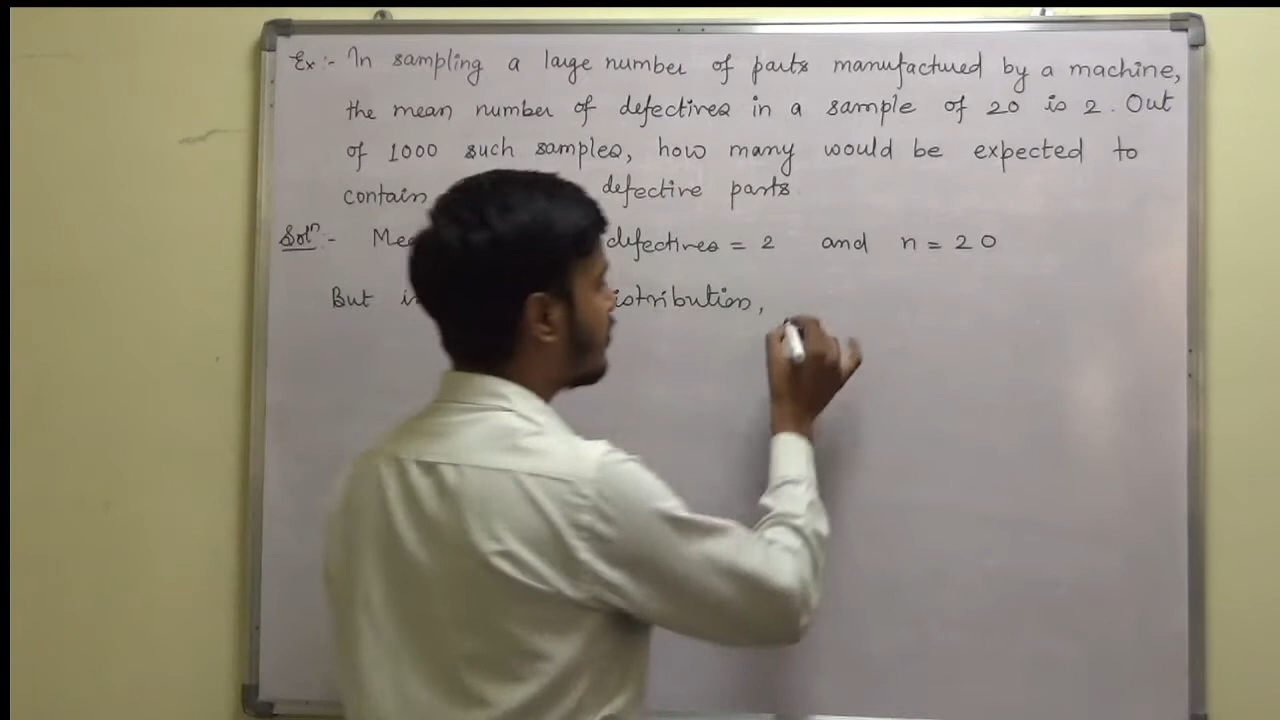 Ex:- In sampling a large number of parts manufactured by a machine,
the mean number of defectives in a sample of 20 is 2. Out
of 1000 such samples, how many would be expected to
contain defective parts
Solⁿ:- defectives = 2 and n = 20
But